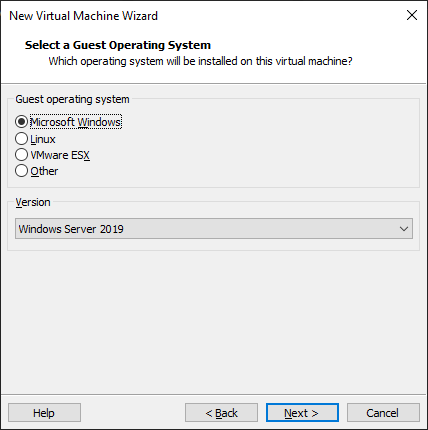 New Virtual Machine Wizard
Select a Guest Operating System
Which operating system will be installed on this virtual machine?
Guest operating system
Microsoft Windows
Linux
VMware ESX
Other
Version
Windows Server 2019
Help
< Back
Next >
Cancel